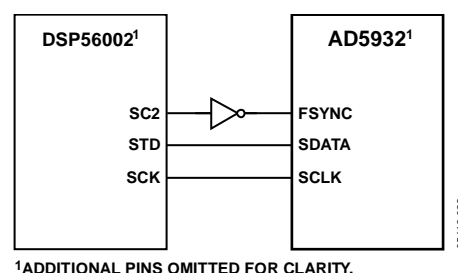 DSP56002¹ AD5932¹
SC2 FSYNC
STD SDATA
SCK SCLK
¹ADDITIONAL PINS OMITTED FOR CLARITY.